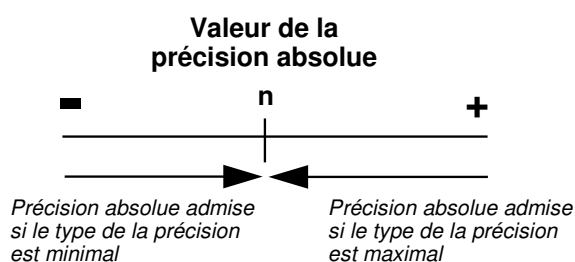 Valeur de la
précision absolue
- n +
Précision absolue admise
si le type de la précision
est minimal
Précision absolue admise
si le type de la précision
est maximal